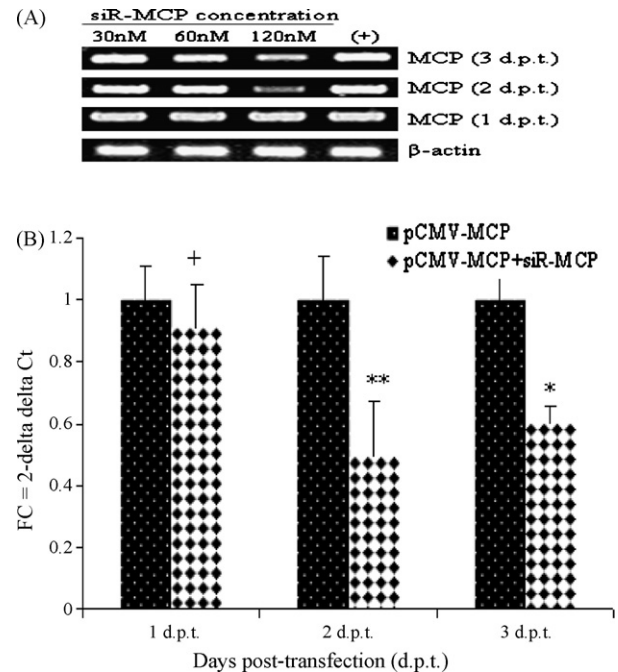 (A)
siR-MCP concentration
30nM 60nM 120nM (+)
MCP (3 d.p.t.)
MCP (2 d.p.t.)
MCP (1 d.p.t.)
β-actin
(B)
pCMV-MCP
pCMV-MCP+siR-MCP
FC = 2-delta delta Ct
1.2
1
0.8
0.6
0.4
0.2
0
+
**
*
1 d.p.t. 2 d.p.t. 3 d.p.t.
Days post-transfection (d.p.t.)